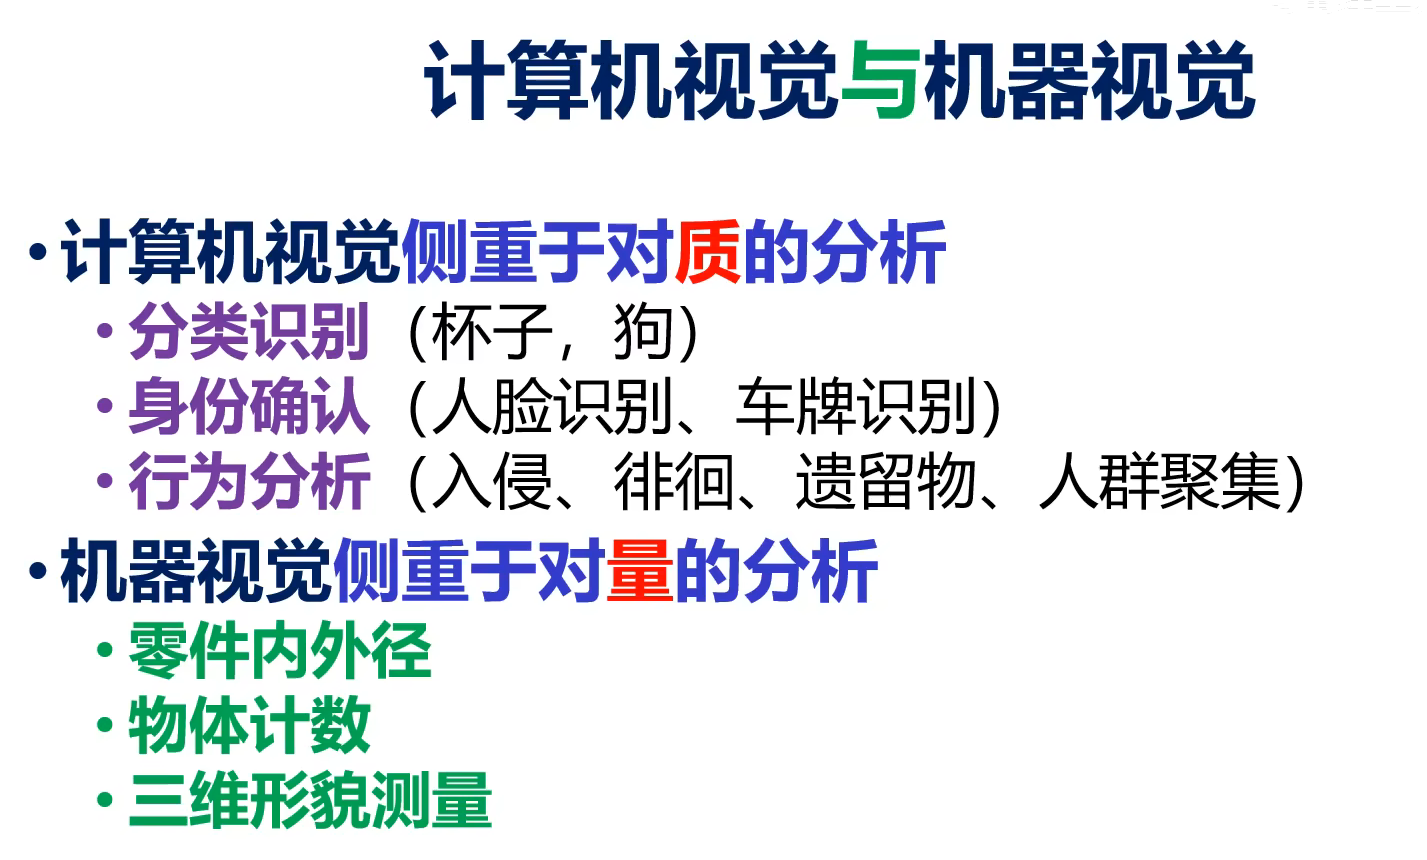 计算机视觉与机器视觉
•计算机视觉侧重于对质的分析
•分类识别（杯子，狗）
•身份确认（人脸识别、车牌识别）
•行为分析（入侵、徘徊、遗留物、人群聚集）
•机器视觉侧重于对量的分析
•零件内外径
•物体计数
•三维形貌测量